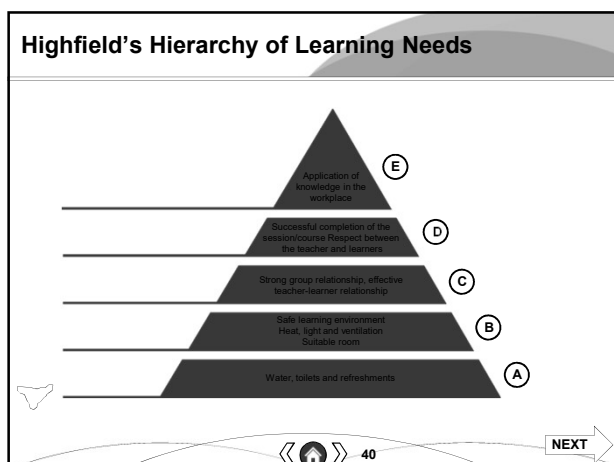 Highfield's Hierarchy of Learning Needs
E
Application of
knowledge in the
workplace
D
Successful completion of the
session/course Respect between
the teacher and learners
C
Strong group relationship, effective
teacher-learner relationship
B
Safe learning environment
Heat, light and ventilation
Suitable room
A
Water, toilets and refreshments
40
NEXT